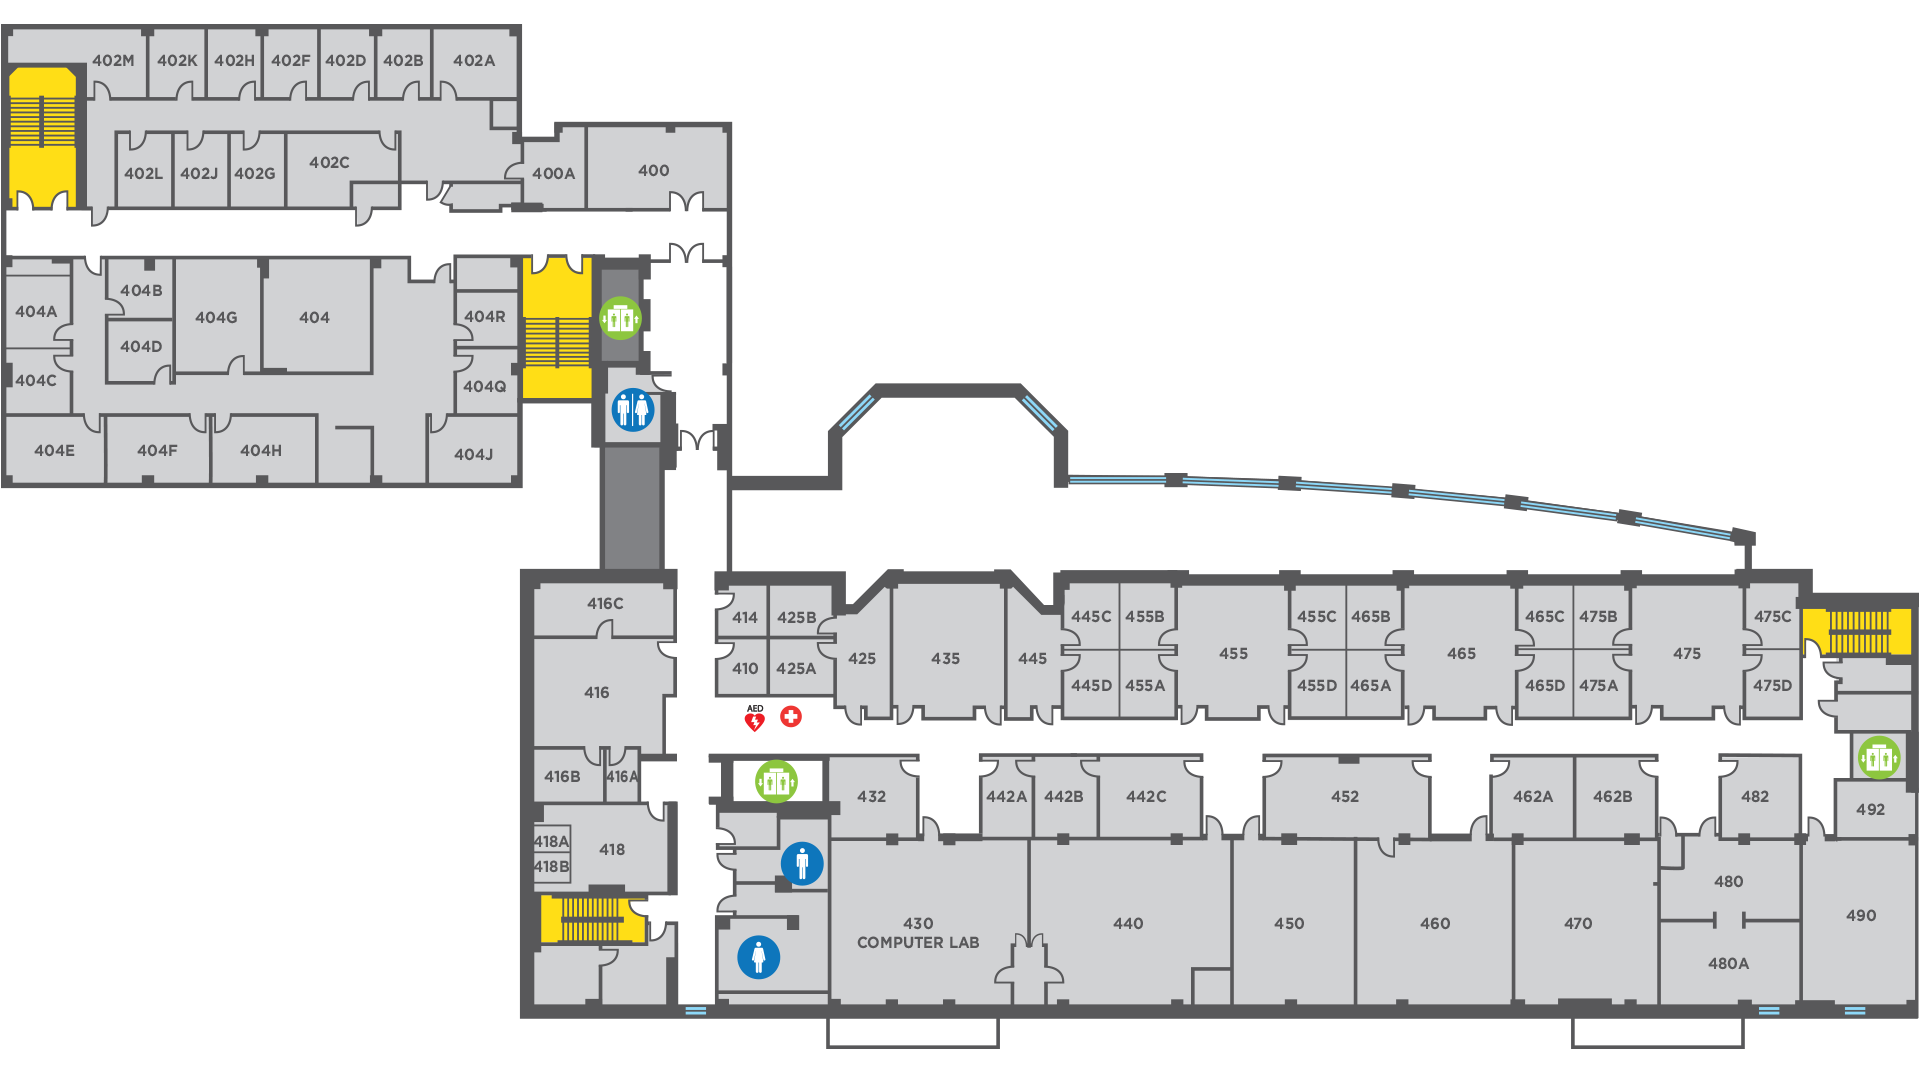 402M
402K
402H
402F
402D
402B
402A
402L
402J
402G
402C
400A
400
404A
404B
404G
404
404R
404D
404C
404Q
404E
404F
404H
404J
416C
414
425B
445C
455B
455C
465B
465C
475B
475C
416
410
425A
425
435
445
455
465
475
445D
455A
455D
465A
465D
475A
475D
AED
416B
416A
432
442A
442B
442C
452
462A
462B
482
492
418A
418B
418
430
COMPUTER LAB
440
450
460
470
480
480A
490